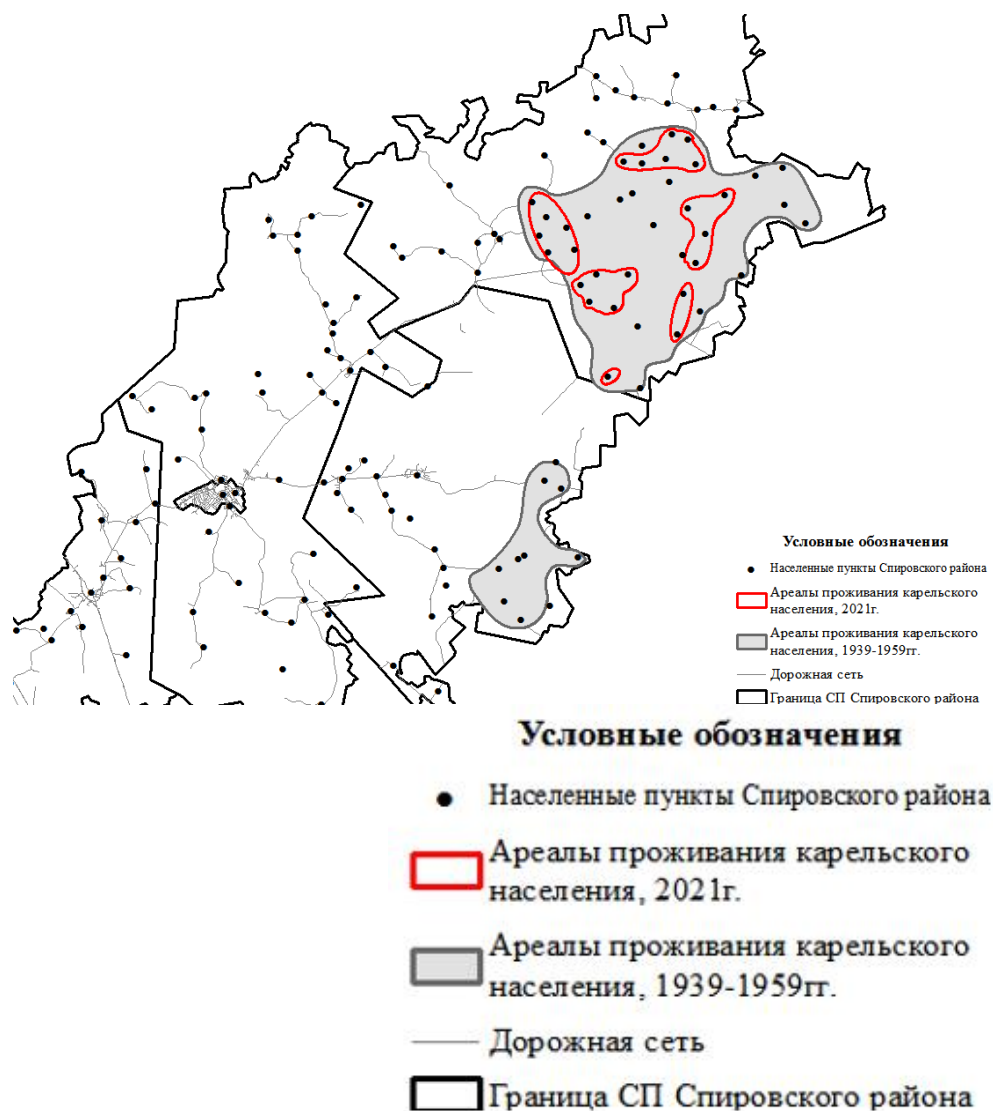 Условные обозначения
Населенные пункты Спировского района
Ареалы проживания карельского
населения, 2021г.
Ареалы проживания карельского
населения, 1939-1959гг.
Дорожная сеть
Граница СП Спировского района
Условные обозначения
Населенные пункты Спировского района
Ареалы проживания карельского
населения, 2021г.
Ареалы проживания карельского
населения, 1939-1959гг.
Дорожная сеть
Граница СП Спировского района